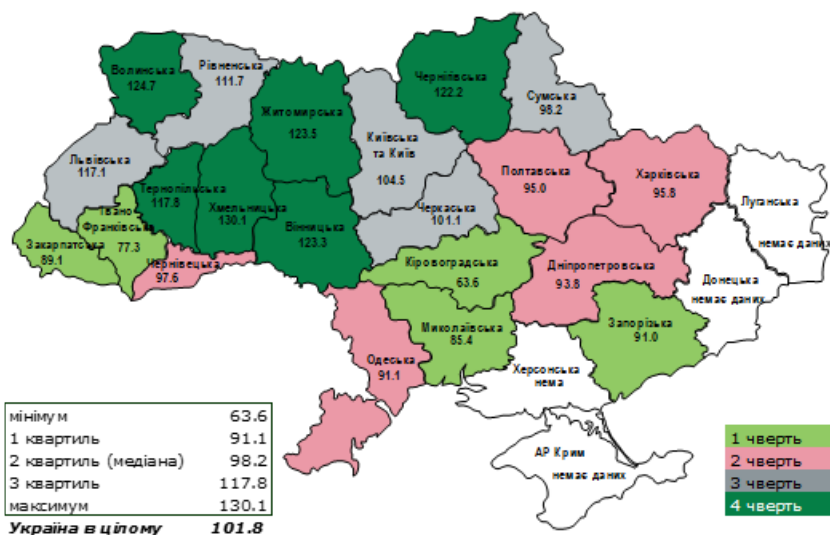 Волинська
124.7
Рівненська
111.7
Житомирська
123.5
Київська
та Київ
104.5
Чернігівська
122.2
Сумська
98.2
Львівська
117.1
Тернопільська
117.8
Хмельницька
130.1
Вінницька
123.3
Черкаська
101.1
Полтавська
95.0
Харківська
95.8
Луганська
немає даних
Івано-
Франківська
77.3
Закарпатська
89.1
Чернівецька
97.6
Кіровоградська
63.6
Дніпропетровська
93.8
Донецька
немає даних
Миколаївська
85.4
Запорізька
91.0
Одеська
91.1
Херсонська
нема
АР Крим
немає даних
мінімум 63.6
1 квартиль 91.1
2 квартиль (медіана) 98.2
3 квартиль 117.8
максимум 130.1
Україна в цілому 101.8
1 чверть
2 чверть
3 чверть
4 чверть